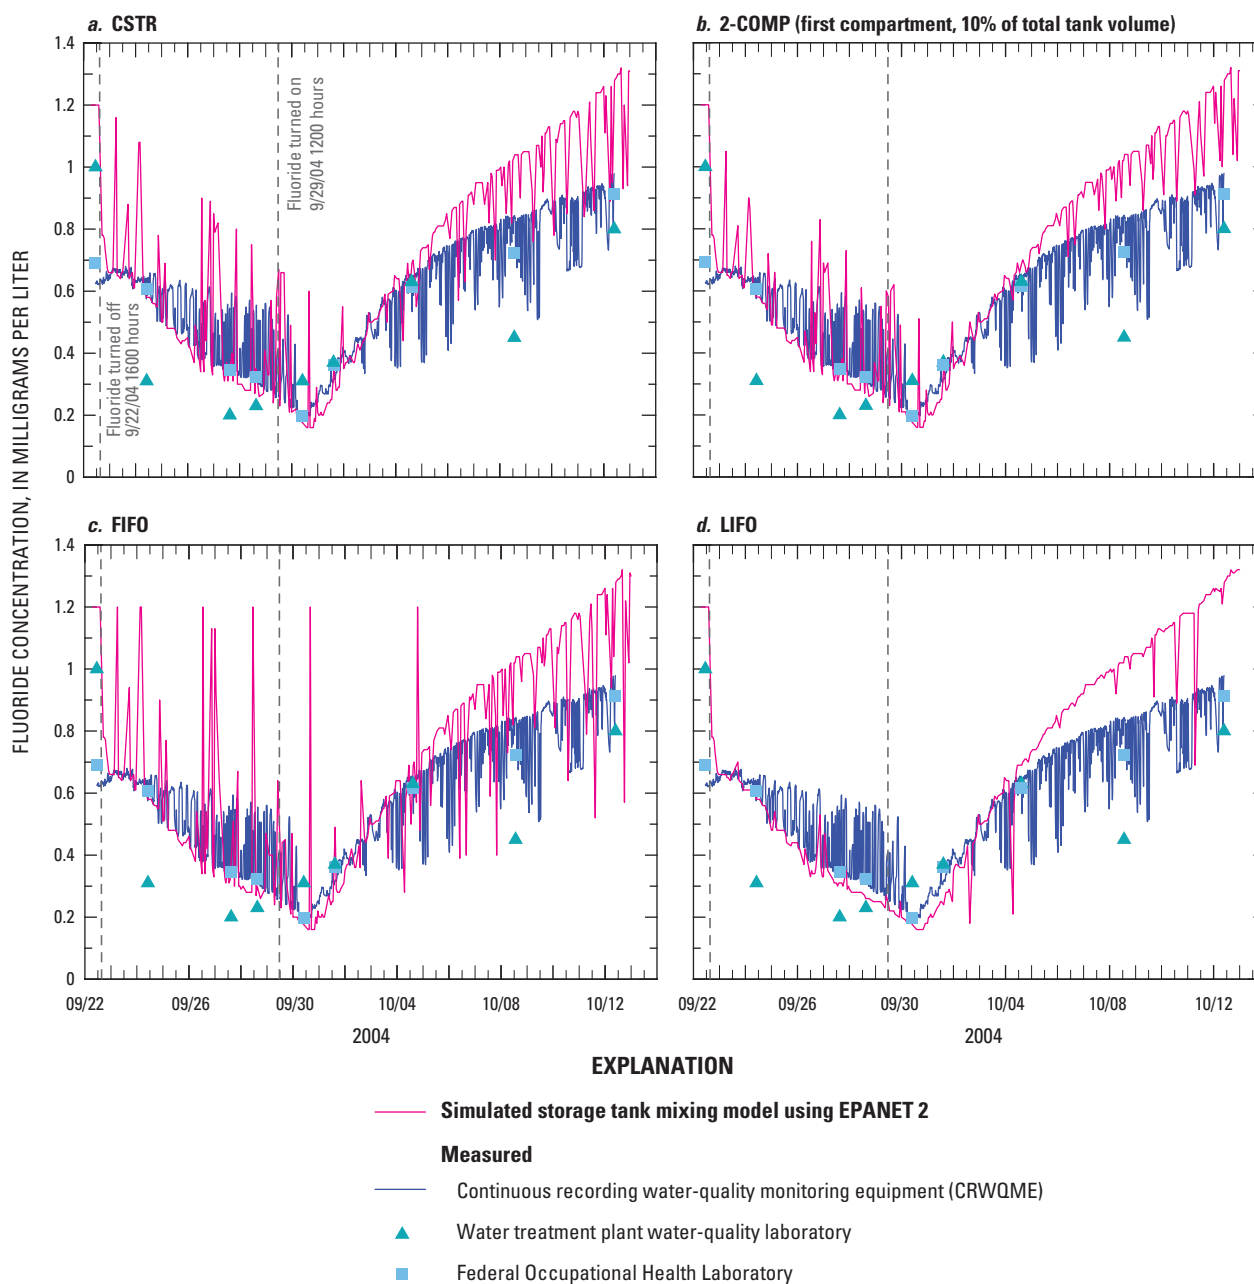 a. CSTR
b. 2-COMP (first compartment, 10% of total tank volume)
1.4
1.2
1
0.8
0.6
0.4
0.2
0
Fluoride turned off
9/22/04 1600 hours
Fluoride turned on
9/29/04 1200 hours
FLUORIDE CONCENTRATION, IN MILLIGRAMS PER LITER
c. FIFO
d. LIFO
1.4
1.2
1
0.8
0.6
0.4
0.2
0
09/22 09/26 09/30 10/04 10/08 10/12
09/22 09/26 09/30 10/04 10/08 10/12
2004
2004
EXPLANATION
Simulated storage tank mixing model using EPANET 2
Measured
Continuous recording water-quality monitoring equipment (CRWQME)
Water treatment plant water-quality laboratory
Federal Occupational Health Laboratory